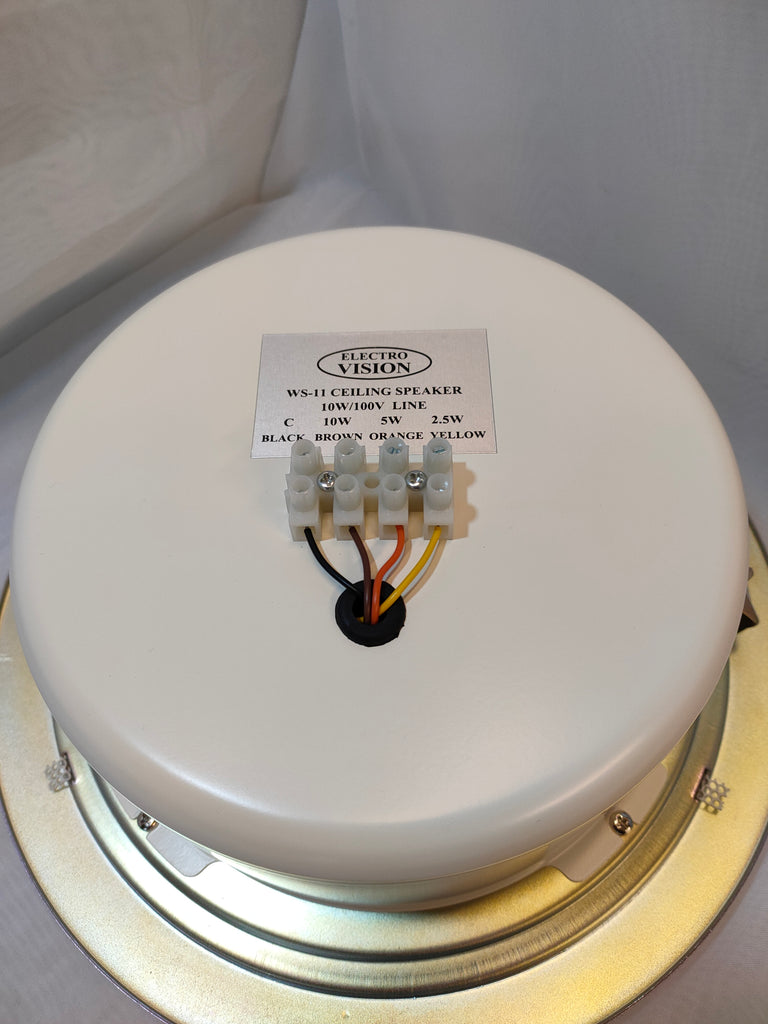 ELECTRO
VISION
WS-11 CEILING SPEAKER
10W/100V LINE
C 10W 5W 2.5W
BLACK BROWN ORANGE YELLOW